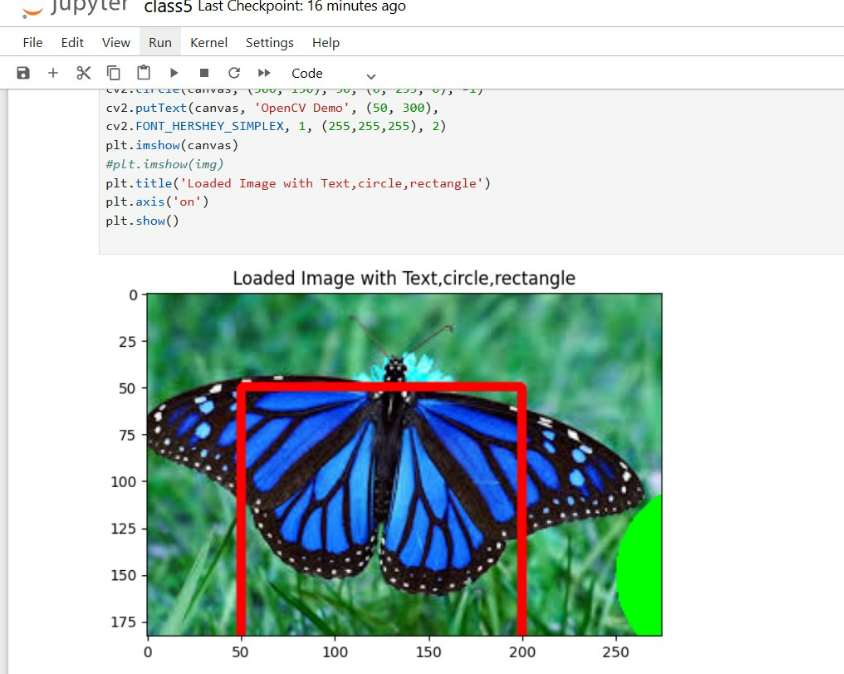 jupyter class5 Last Checkpoint: 16 minutes ago
File Edit View Run Kernel Settings Help
Code
cv2.circle(canvas, (300, 150), 50, (0, 255, 0), -1)
cv2.putText(canvas, 'OpenCV Demo', (50, 300),
cv2.FONT_HERSHEY_SIMPLEX, 1, (255,255,255), 2)
plt.imshow(canvas)
#plt.imshow(img)
plt.title('Loaded Image with Text,circle,rectangle')
plt.axis('on')
plt.show()
Loaded Image with Text,circle,rectangle
0
25
50
75
100
125
150
175
0 50 100 150 200 250